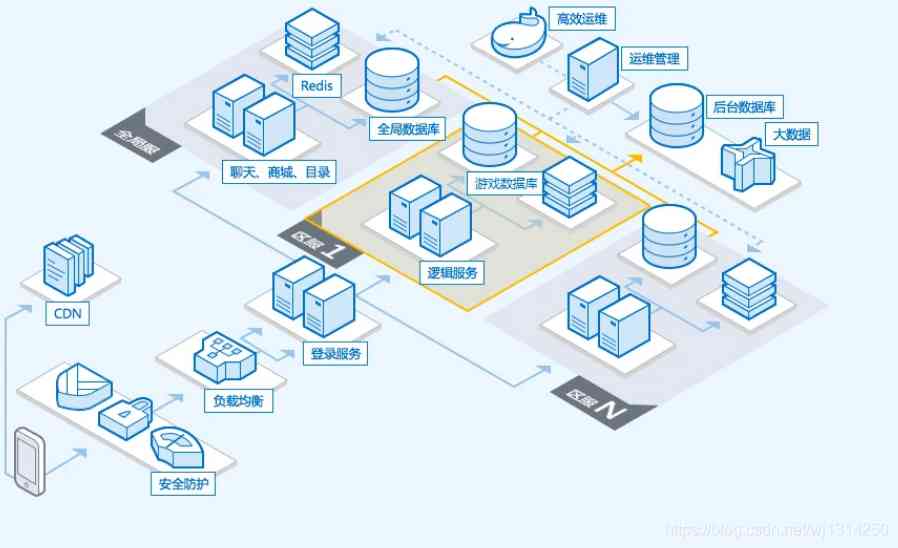 高效运维
运维管理
Redis
后台数据库
全局数据库
大数据
全局服
聊天、商城、目录
游戏数据库
区服 1
逻辑服务
CDN
登录服务
负载均衡
区服 N
安全防护
https://blog.csdn.net/wj1314250